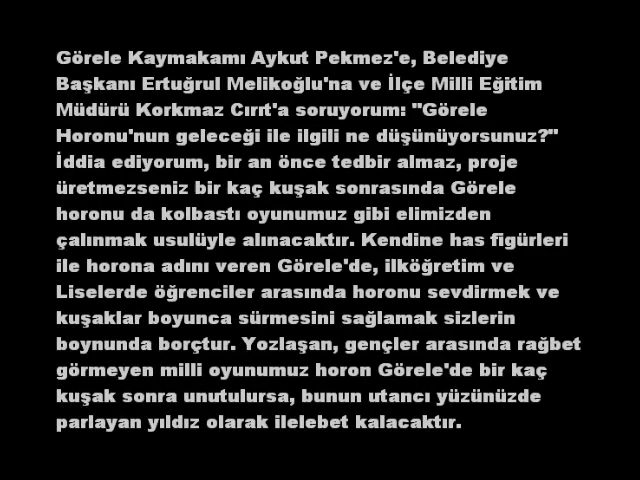 Görele Kaymakamı Aykut Pekmez'e, Belediye
Başkanı Ertuğrul Melikoğlu'na ve İlçe Milli Eğitim
Müdürü Korkmaz Cırıt'a soruyorum: "Görele
Horonu'nun geleceği ile ilgili ne düşünüyorsunuz?"
İddia ediyorum, bir an önce tedbir almaz, proje
üretmezseniz bir kaç kuşak sonrasında Görele
horonu da kolbastı oyunumuz gibi elimizden
çalınmak usulüyle alınacaktır. Kendine has figürleri
ile horona adını veren Görele'de, ilköğretim ve
Liselerde öğrenciler arasında horonu sevdirmek ve
kuşaklar boyunca sürmesini sağlamak sizlerin
boynunda borçtur. Yozlaşan, gençler arasında rağbet
görmeyen milli oyunumuz horon Görele'de bir kaç
kuşak sonra unutulursa, bunun utancı yüzünüzde
parlayan yıldız olarak ilelebet kalacaktır.